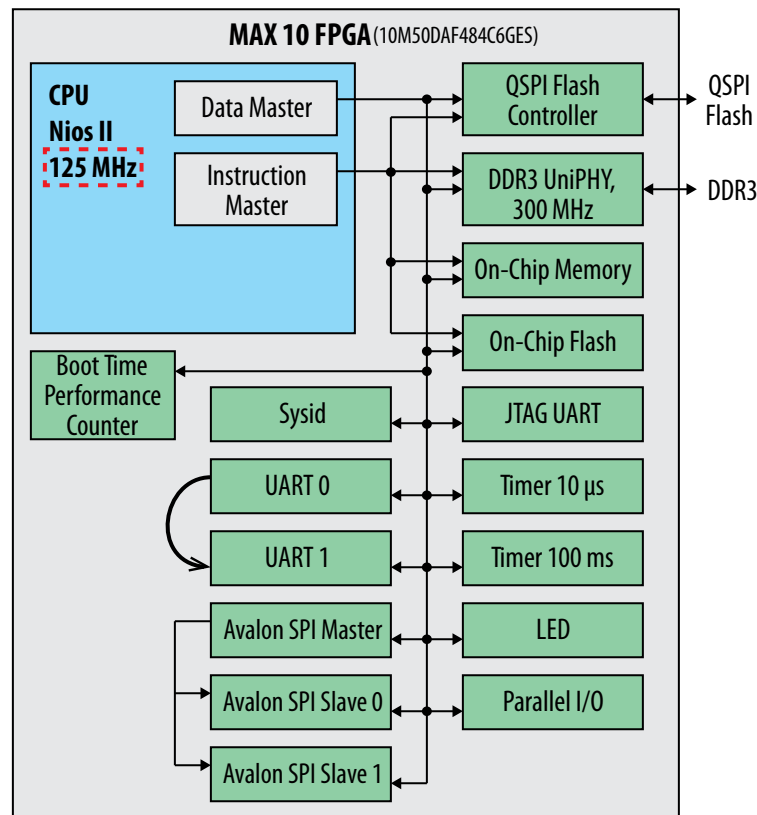 MAX 10 FPGA (10M50DAF484C6GES)
CPU
Nios II
125 MHz
Data Master
Instruction
Master
QSPI Flash
Controller
QSPI
Flash
DDR3 UniPHY,
300 MHz
DDR3
On-Chip Memory
On-Chip Flash
Boot Time
Performance
Counter
Sysid
JTAG UART
UART 0
Timer 10 µs
UART 1
Timer 100 ms
Avalon SPI Master
LED
Avalon SPI Slave 0
Parallel I/O
Avalon SPI Slave 1